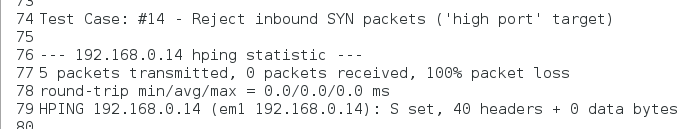 73
74 Test Case: #14 - Reject inbound SYN packets ('high port' target)
75
76 --- 192.168.0.14 hping statistic ---
77 5 packets transmitted, 0 packets received, 100% packet loss
78 round-trip min/avg/max = 0.0/0.0/0.0 ms
79 HPING 192.168.0.14 (em1 192.168.0.14): S set, 40 headers + 0 data bytes
80